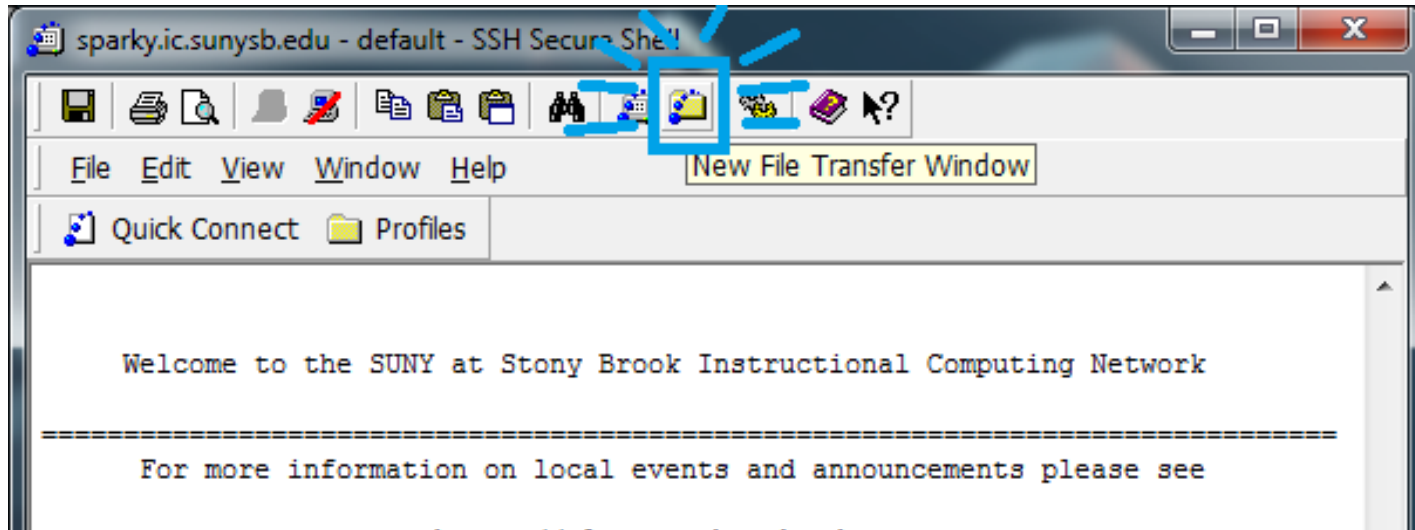 sparky.ic.sunysb.edu - default - SSH Secure Shell
New File Transfer Window
File Edit View Window Help
Quick Connect Profiles
Welcome to the SUNY at Stony Brook Instructional Computing Network
===============================================================================
For more information on local events and announcements please see